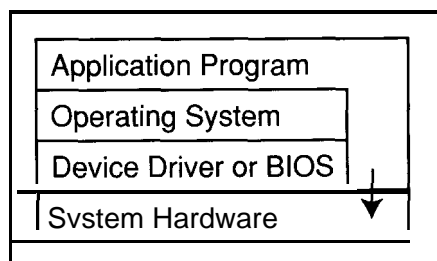 Application Program
Operating System
Device Driver or BIOS
Svstem Hardware